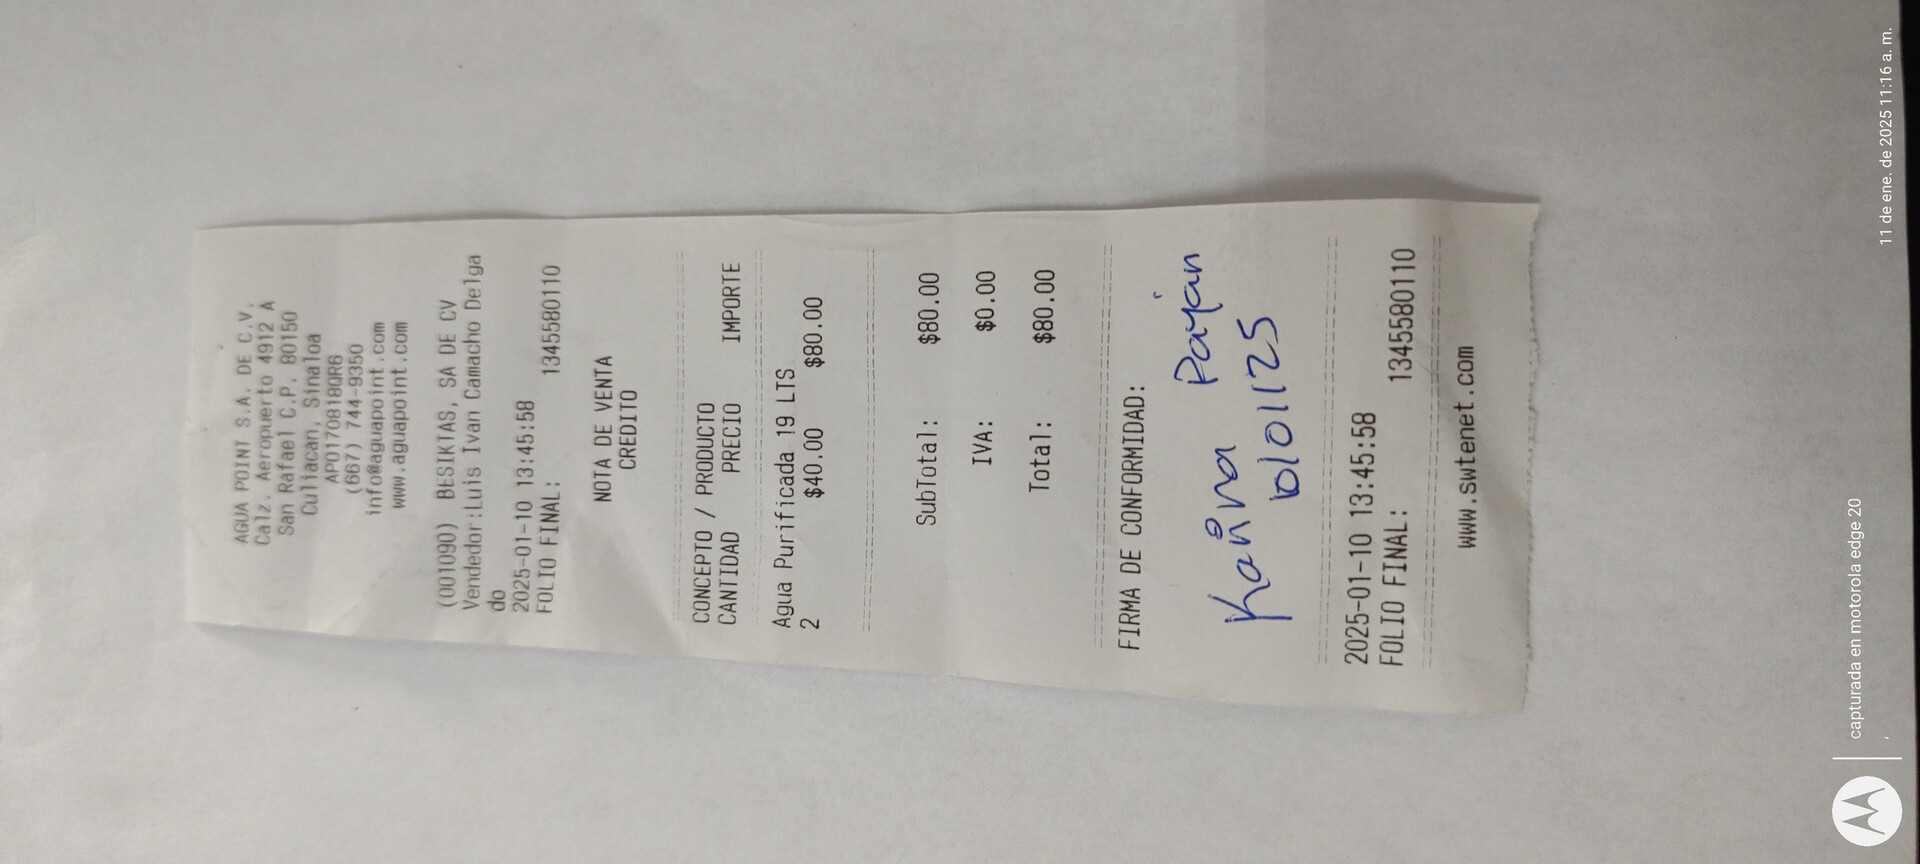 AGUA POINT S.A. DE C.V.
Calz. Aeropuerto 4912 A
San Rafael C.P. 80150
Culiacan, Sinaloa
APO170818QR6
(667) 744-9350
info@aguapoint.com
www.aguapoint.com
(001090) BESIKTAS, SA DE CV
Vendedor:Luis Ivan Camacho Delga
do
2025-01-10 13:45:58
FOLIO FINAL: 1345580110
NOTA DE VENTA
CREDITO
CONCEPTO / PRODUCTO
CANTIDAD PRECIO IMPORTE
Agua Purificada 19 LTS
2 $40.00 $80.00
SubTotal: $80.00
IVA: $0.00
Total: $80.00
FIRMA DE CONFORMIDAD:
Payán
10/01/25
2025-01-10 13:45:58
FOLIO FINAL: 1345580110
www.swtenet.com
capturada en motorola edge 20
11 de ene. de 2025 11:16 a. m.